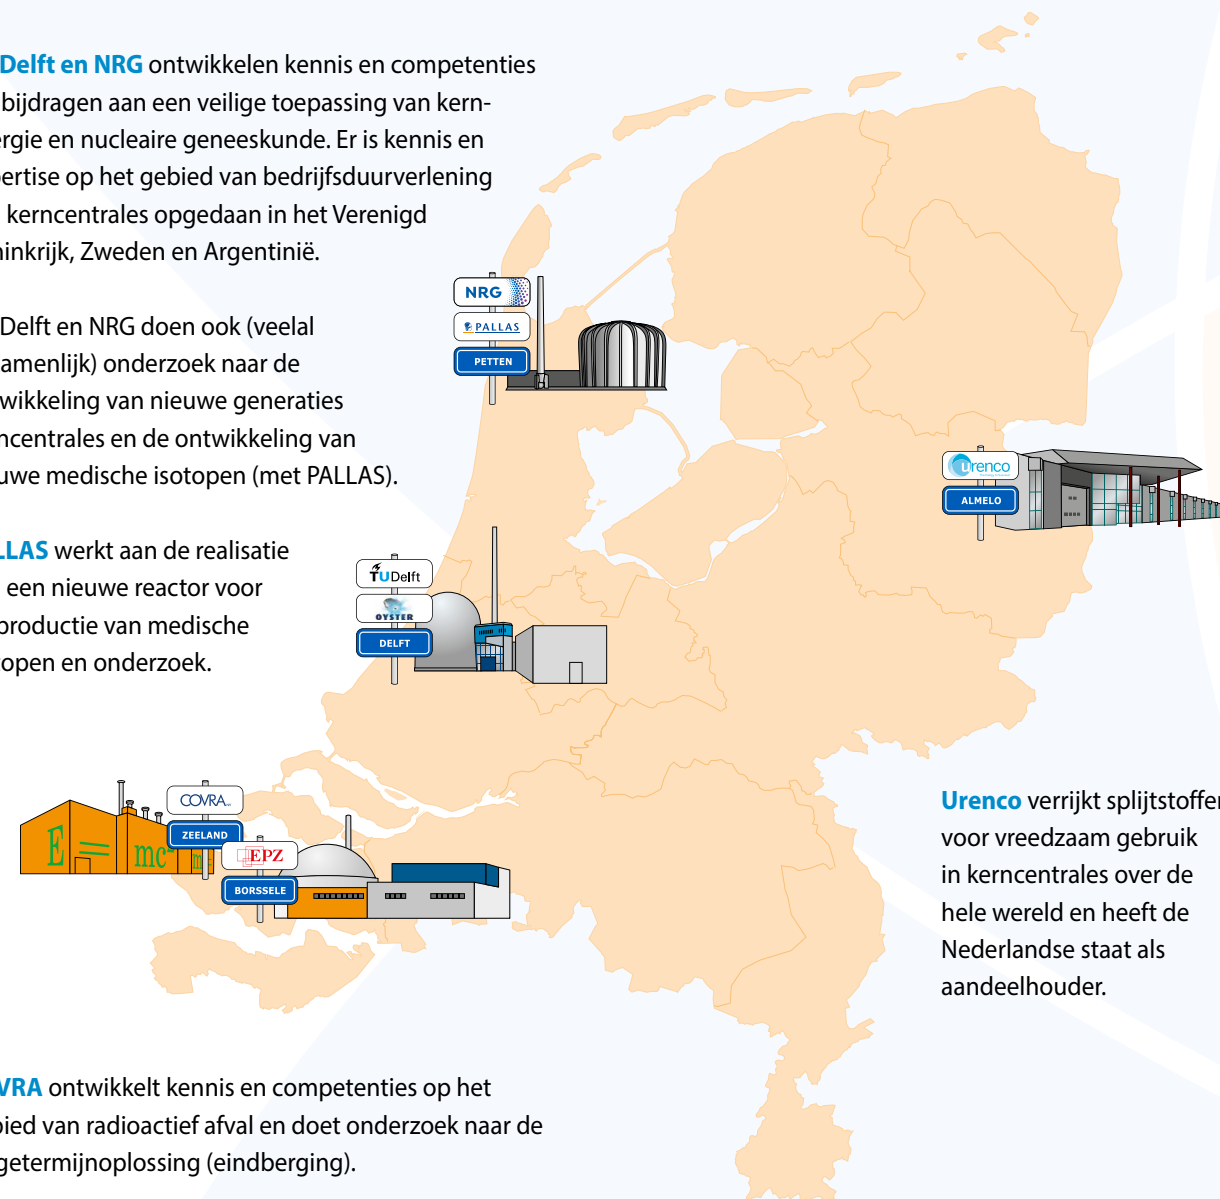 Delft en NRG ontwikkelen kennis en competenties
bijdragen aan een veilige toepassing van kern-
ergie en nucleaire geneeskunde. Er is kennis en
pertise op het gebied van bedrijfsduurverlening
kerncentrales opgedaan in het Verenigd
ninkrijk, Zweden en Argentinië.
Delft en NRG doen ook (veelal
zamenlijk) onderzoek naar de
twikkeling van nieuwe generaties
ncentrales en de ontwikkeling van
euwe medische isotopen (met PALLAS).
LLAS werkt aan de realisatie
een nieuwe reactor voor
productie van medische
topen en onderzoek.
NRG
PALLAS
PETTEN
urenco
ALMELO
TUDelft
OYSTER
DELFT
COVRA
ZEELAND
E = mc²
EPZ
BORSSELE
Urenco verrijkt splijtstoffen
voor vreedzaam gebruik
in kerncentrales over de
hele wereld en heeft de
Nederlandse staat als
aandeelhouder.
VRA ontwikkelt kennis en competenties op het
bied van radioactief afval en doet onderzoek naar de
getermijnoplossing (eindberging).